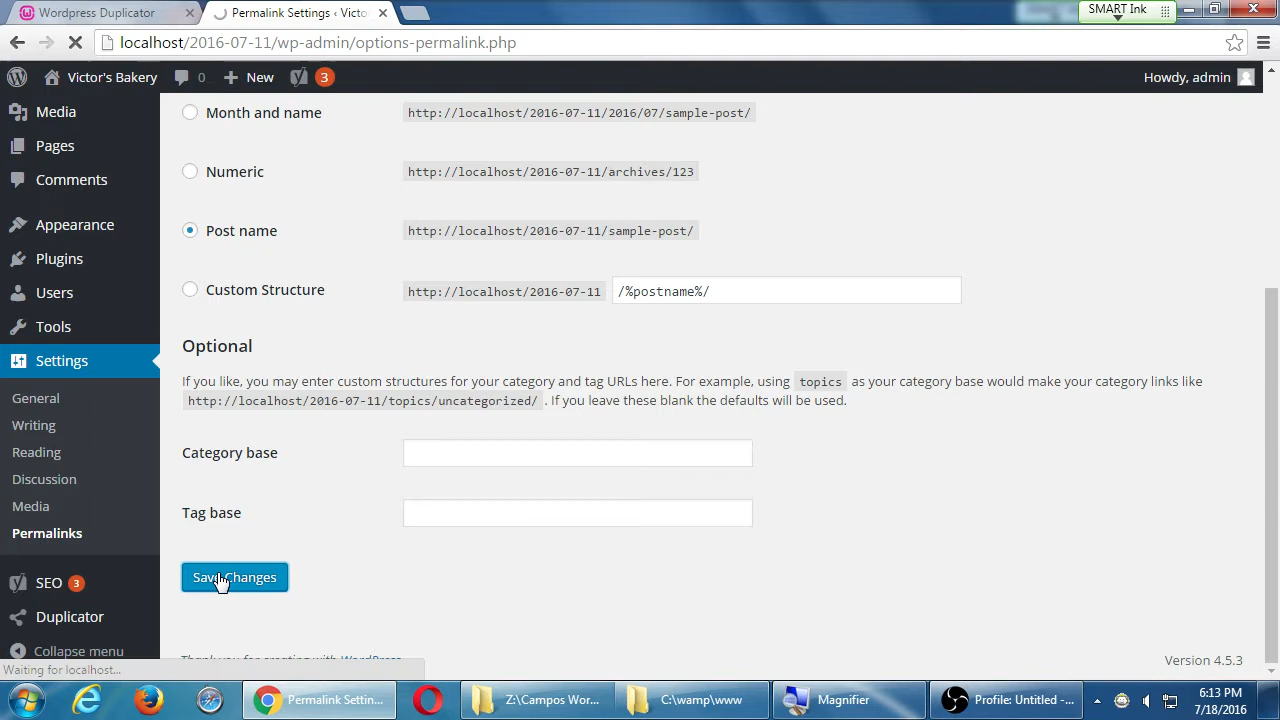 Wordpress Duplicator
Permalink Settings ‹ Victo
SMART Ink
localhost/2016-07-11/wp-admin/options-permalink.php
Victor's Bakery
0
New
3
Howdy, admin
Media
Pages
Comments
Appearance
Plugins
Users
Tools
Settings
General
Writing
Reading
Discussion
Media
Permalinks
SEO 3
Duplicator
Collapse menu
Month and name http://localhost/2016-07-11/2016/07/sample-post/
Numeric http://localhost/2016-07-11/archives/123
Post name http://localhost/2016-07-11/sample-post/
Custom Structure http://localhost/2016-07-11 /%postname%/
Optional
If you like, you may enter custom structures for your category and tag URLs here. For example, using topics as your category base would make your category links like
http://localhost/2016-07-11/topics/uncategorized/ . If you leave these blank the defaults will be used.
Category base
Tag base
Save Changes
Thank you for creating with WordPress
Version 4.5.3
Waiting for localhost...
Permalink Settin...
Z:\Campos Wor...
C:\wamp\www
Magnifier
Profile: Untitled -...
6:13 PM
7/18/2016